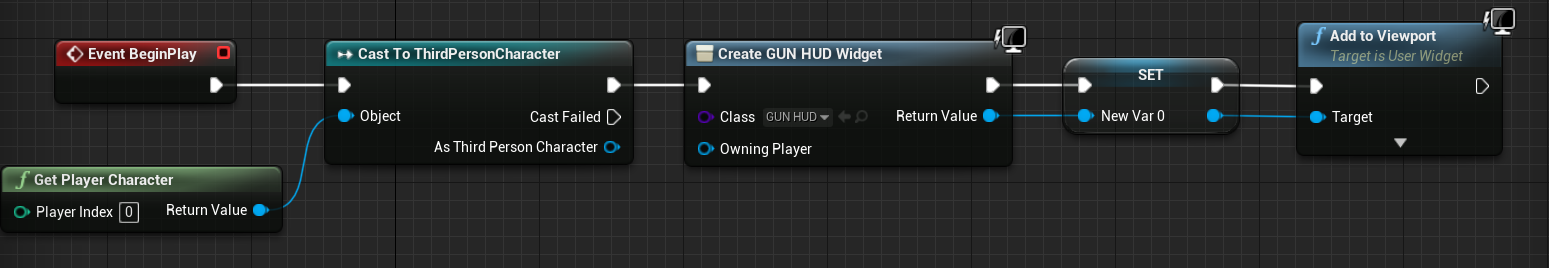 Event BeginPlay
Cast To ThirdPersonCharacter
Object
Cast Failed
As Third Person Character
Get Player Character
Player Index 0
Return Value
Create GUN HUD Widget
Class GUN HUD
Return Value
Owning Player
SET
New Var 0
f Add to Viewport
Target is User Widget
Target